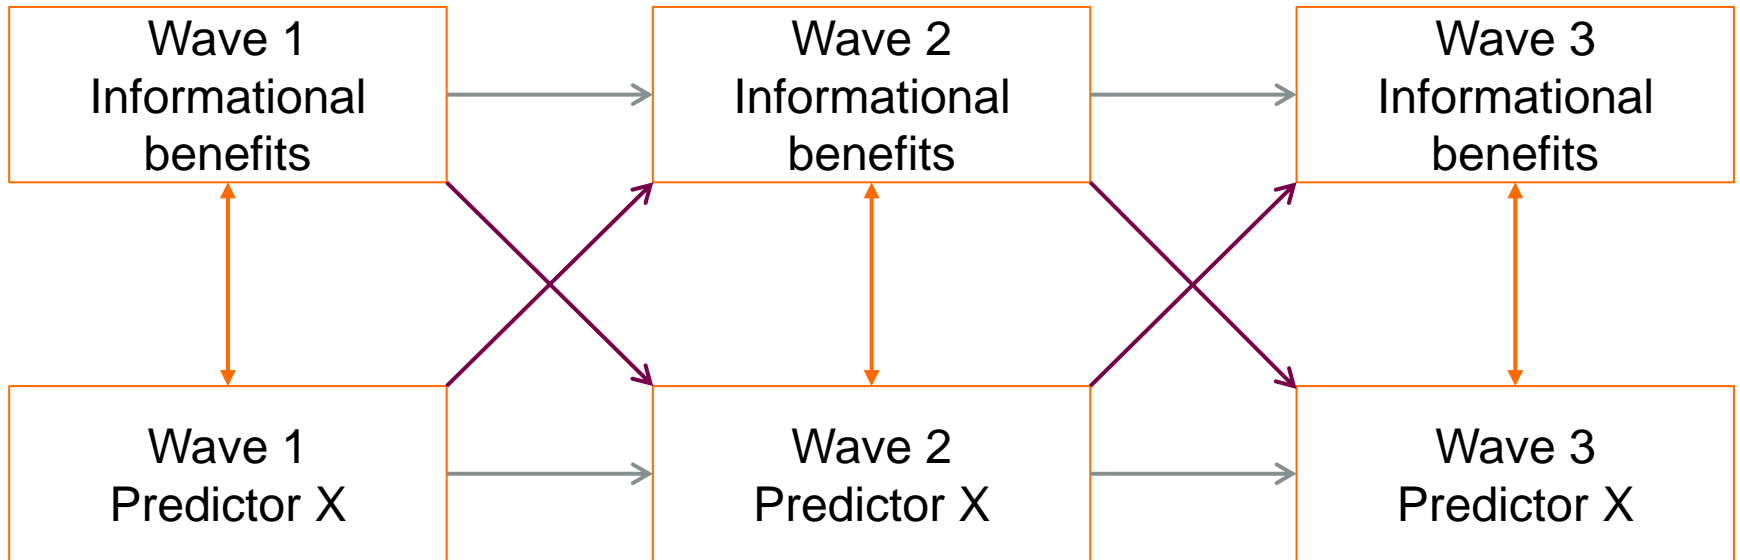 Wave 1
Informational
benefits
Wave 2
Informational
benefits
Wave 3
Informational
benefits
Wave 1
Predictor X
Wave 2
Predictor X
Wave 3
Predictor X